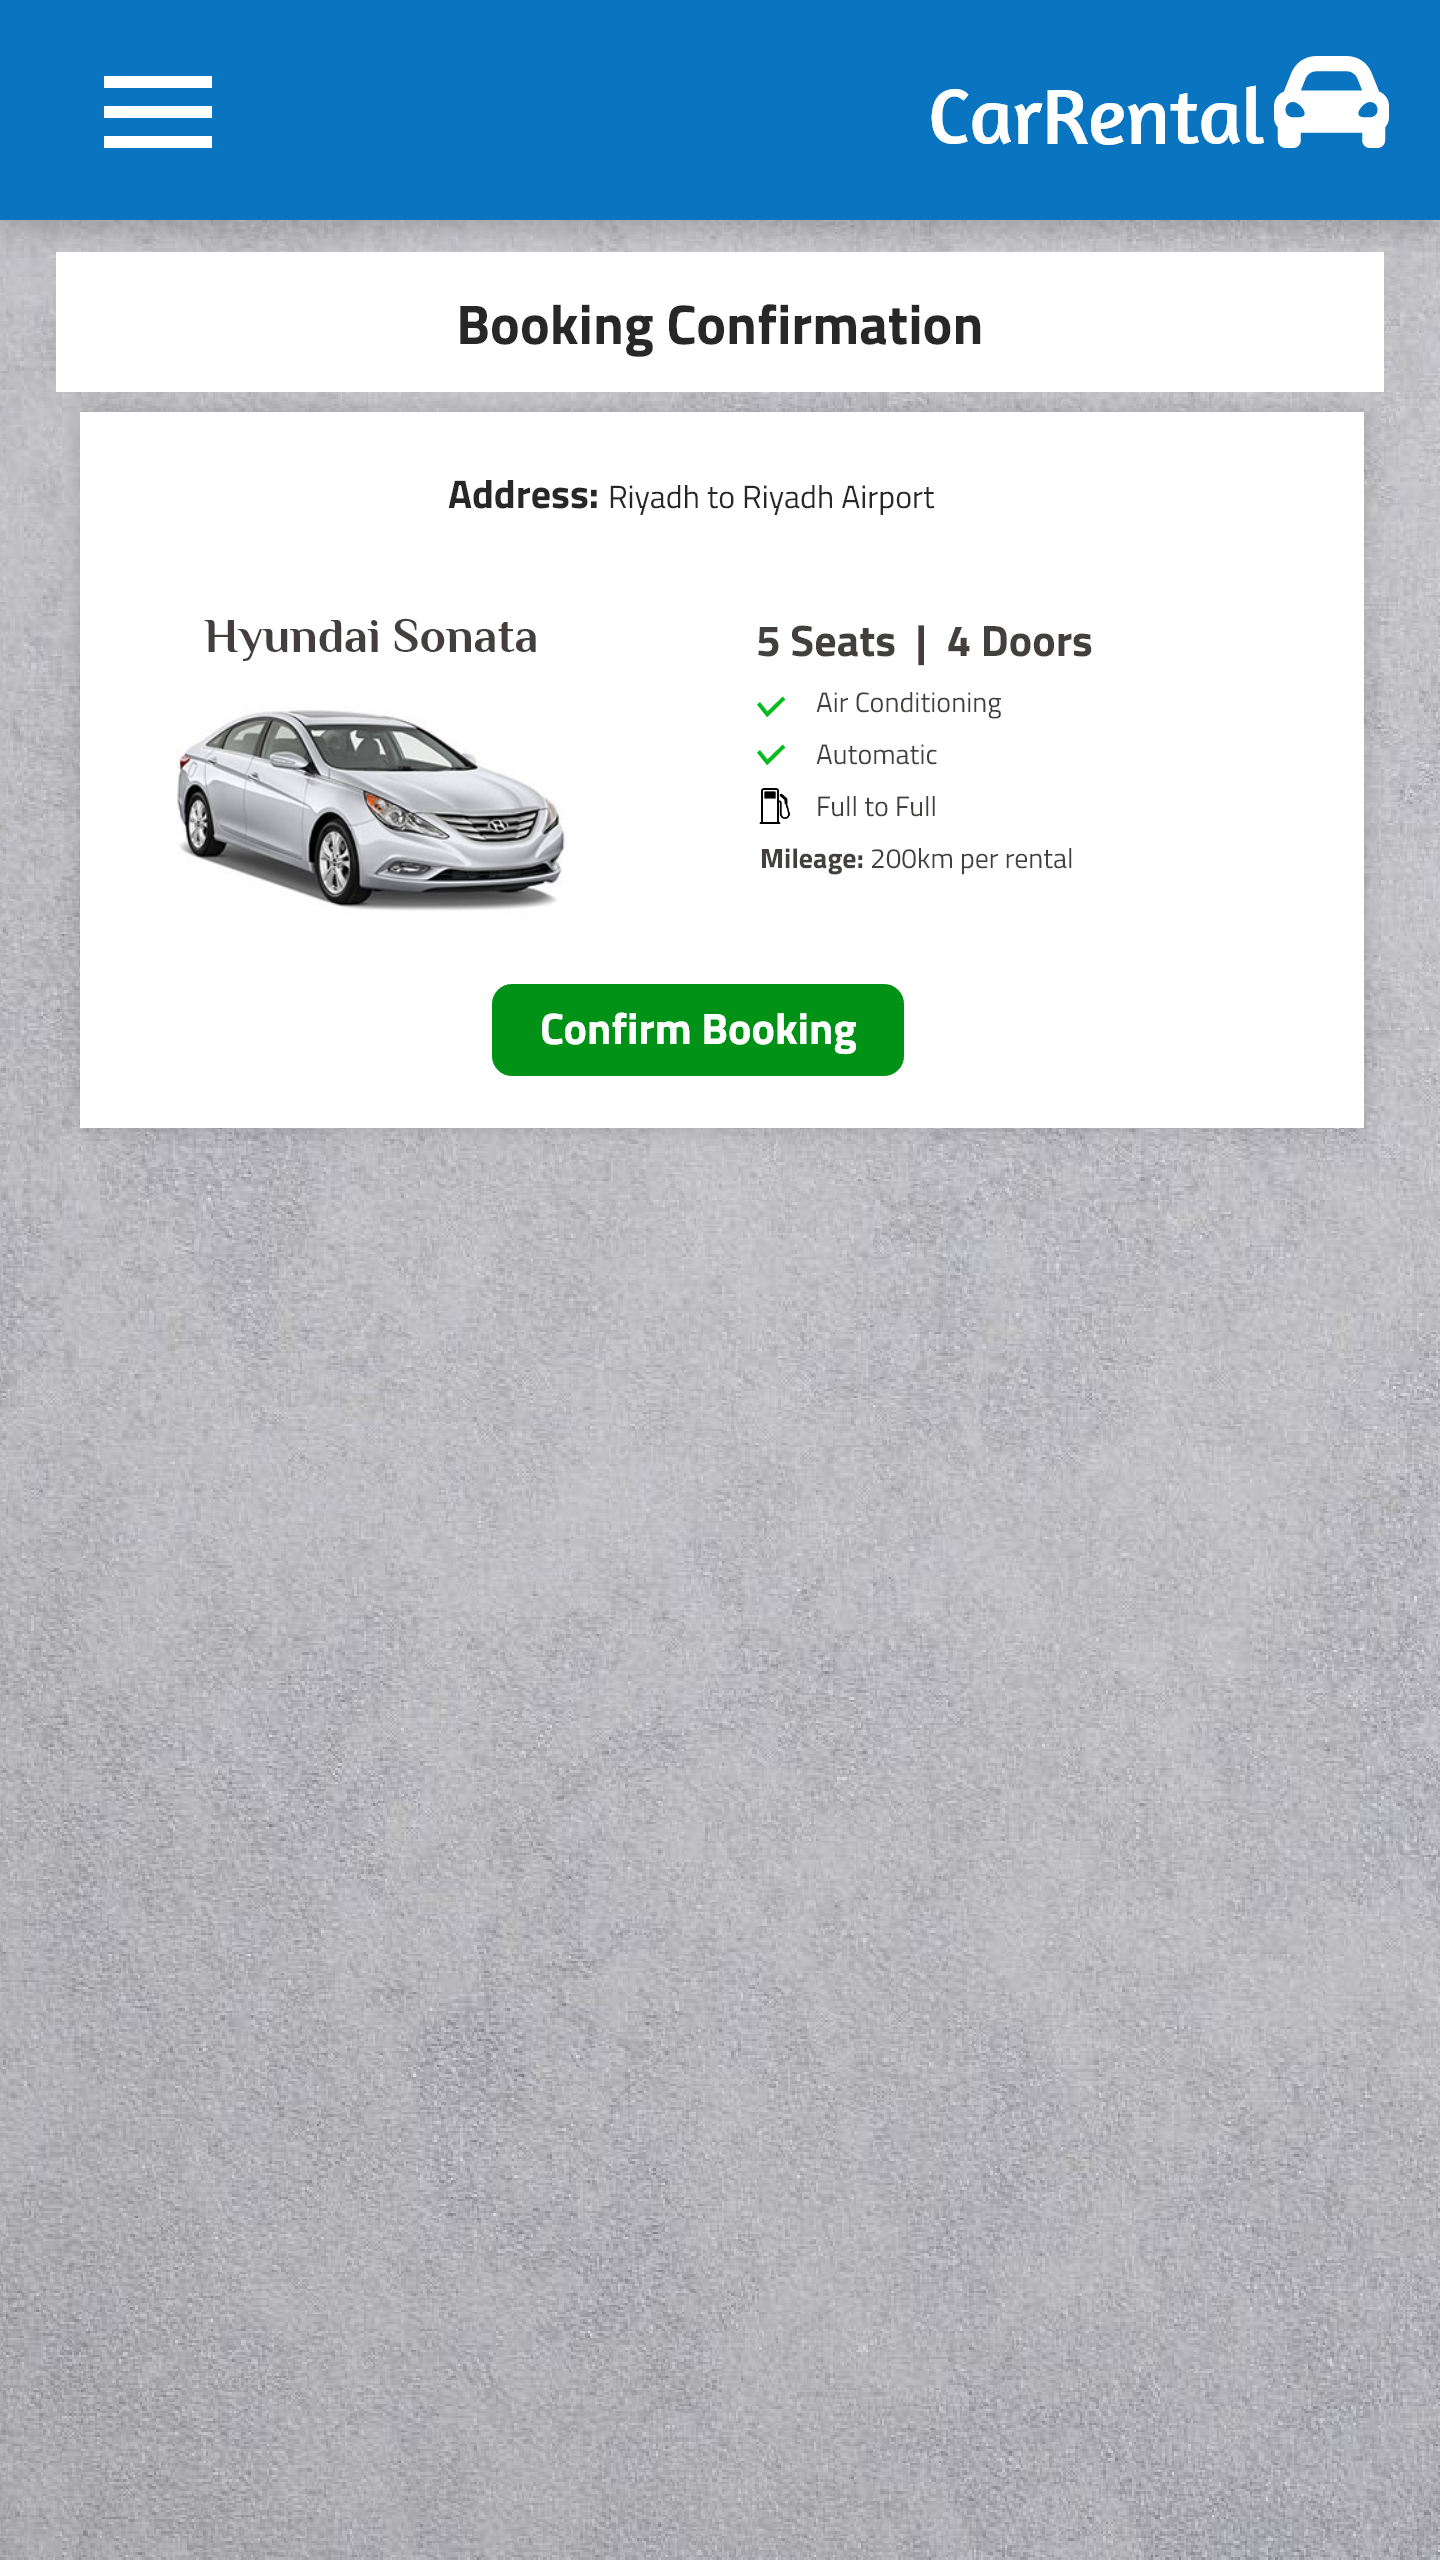 CarRental
Booking Confirmation
Address: Riyadh to Riyadh Airport
Hyundai Sonata
5 Seats | 4 Doors
Air Conditioning
Automatic
Full to Full
Mileage: 200km per rental
Confirm Booking